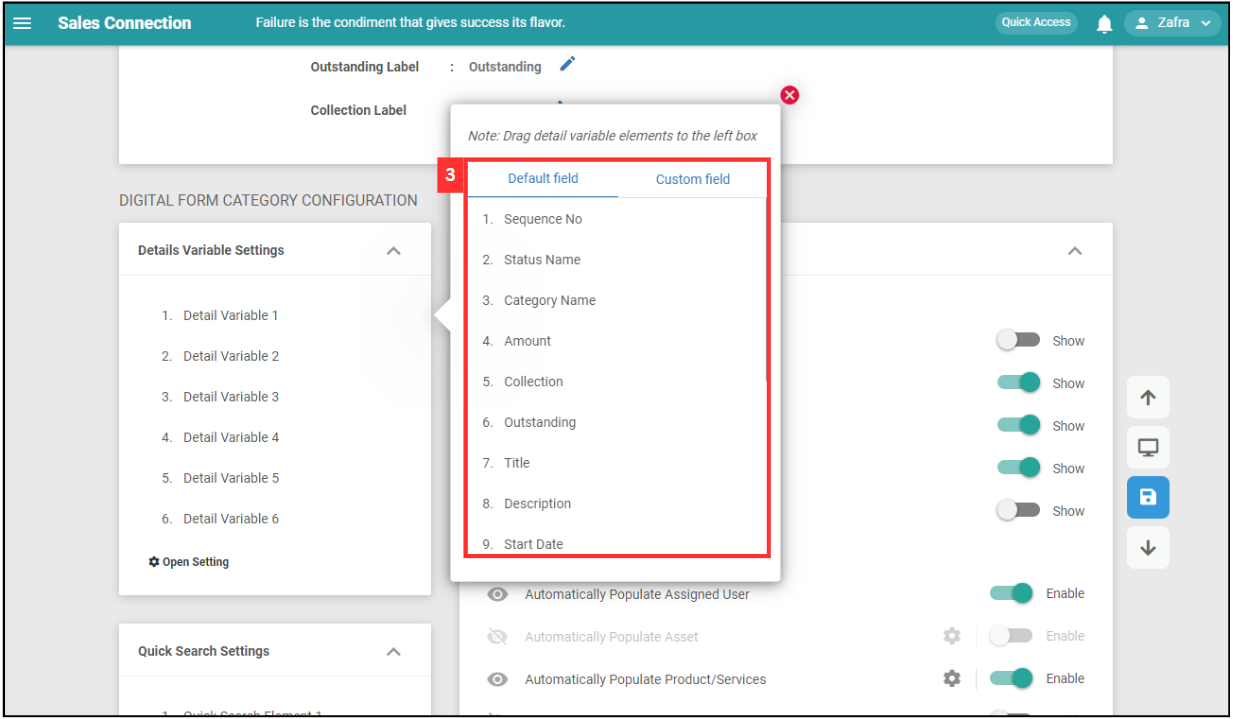 Sales Connection
Failure is the condiment that gives success its flavor.
Quick Access
Zafra
Outstanding Label : Outstanding
Collection Label
Note: Drag detail variable elements to the left box
3
Default field
Custom field
1. Sequence No
2. Status Name
3. Category Name
4. Amount
5. Collection
6. Outstanding
7. Title
8. Description
9. Start Date
DIGITAL FORM CATEGORY CONFIGURATION
Details Variable Settings
1. Detail Variable 1
2. Detail Variable 2
3. Detail Variable 3
4. Detail Variable 4
5. Detail Variable 5
6. Detail Variable 6
Open Setting
Show
Show
Show
Show
Show
Automatically Populate Assigned User Enable
Automatically Populate Asset Enable
Automatically Populate Product/Services Enable
Quick Search Settings
1. Quick Search Element 1